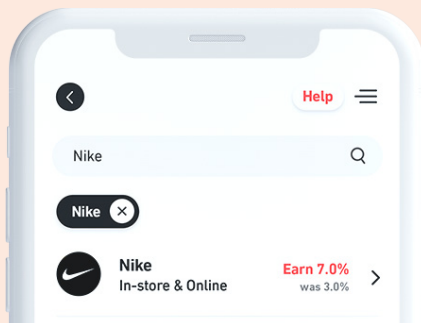 Help
Nike
Nike
Nike
In-store & Online
Earn 7.0%
was 3.0%